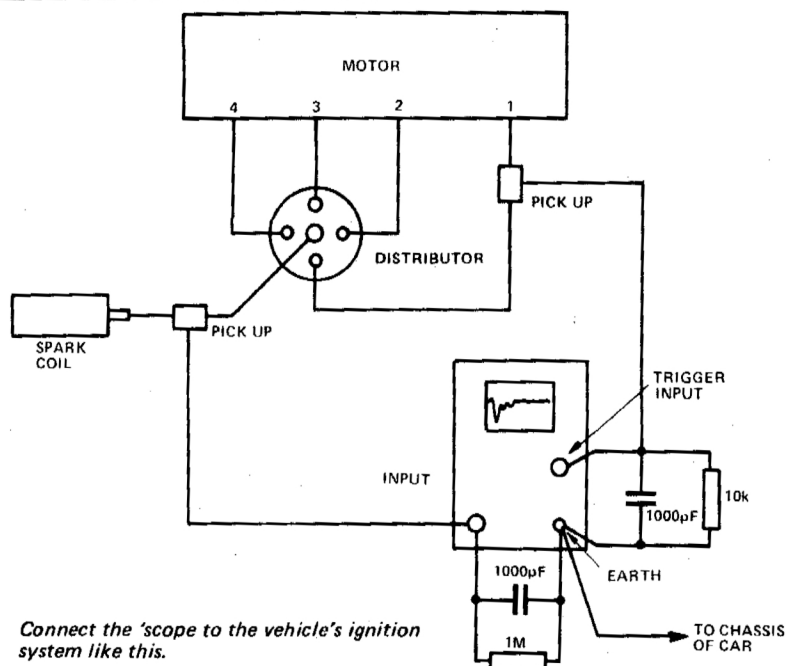 MOTOR
4 3 2 1
PICK UP
DISTRIBUTOR
PICK UP
SPARK
COIL
TRIGGER
INPUT
INPUT
1000pF
10k
EARTH
1000pF
1M
TO CHASSIS
OF CAR
Connect the 'scope to the vehicle's ignition
system like this.